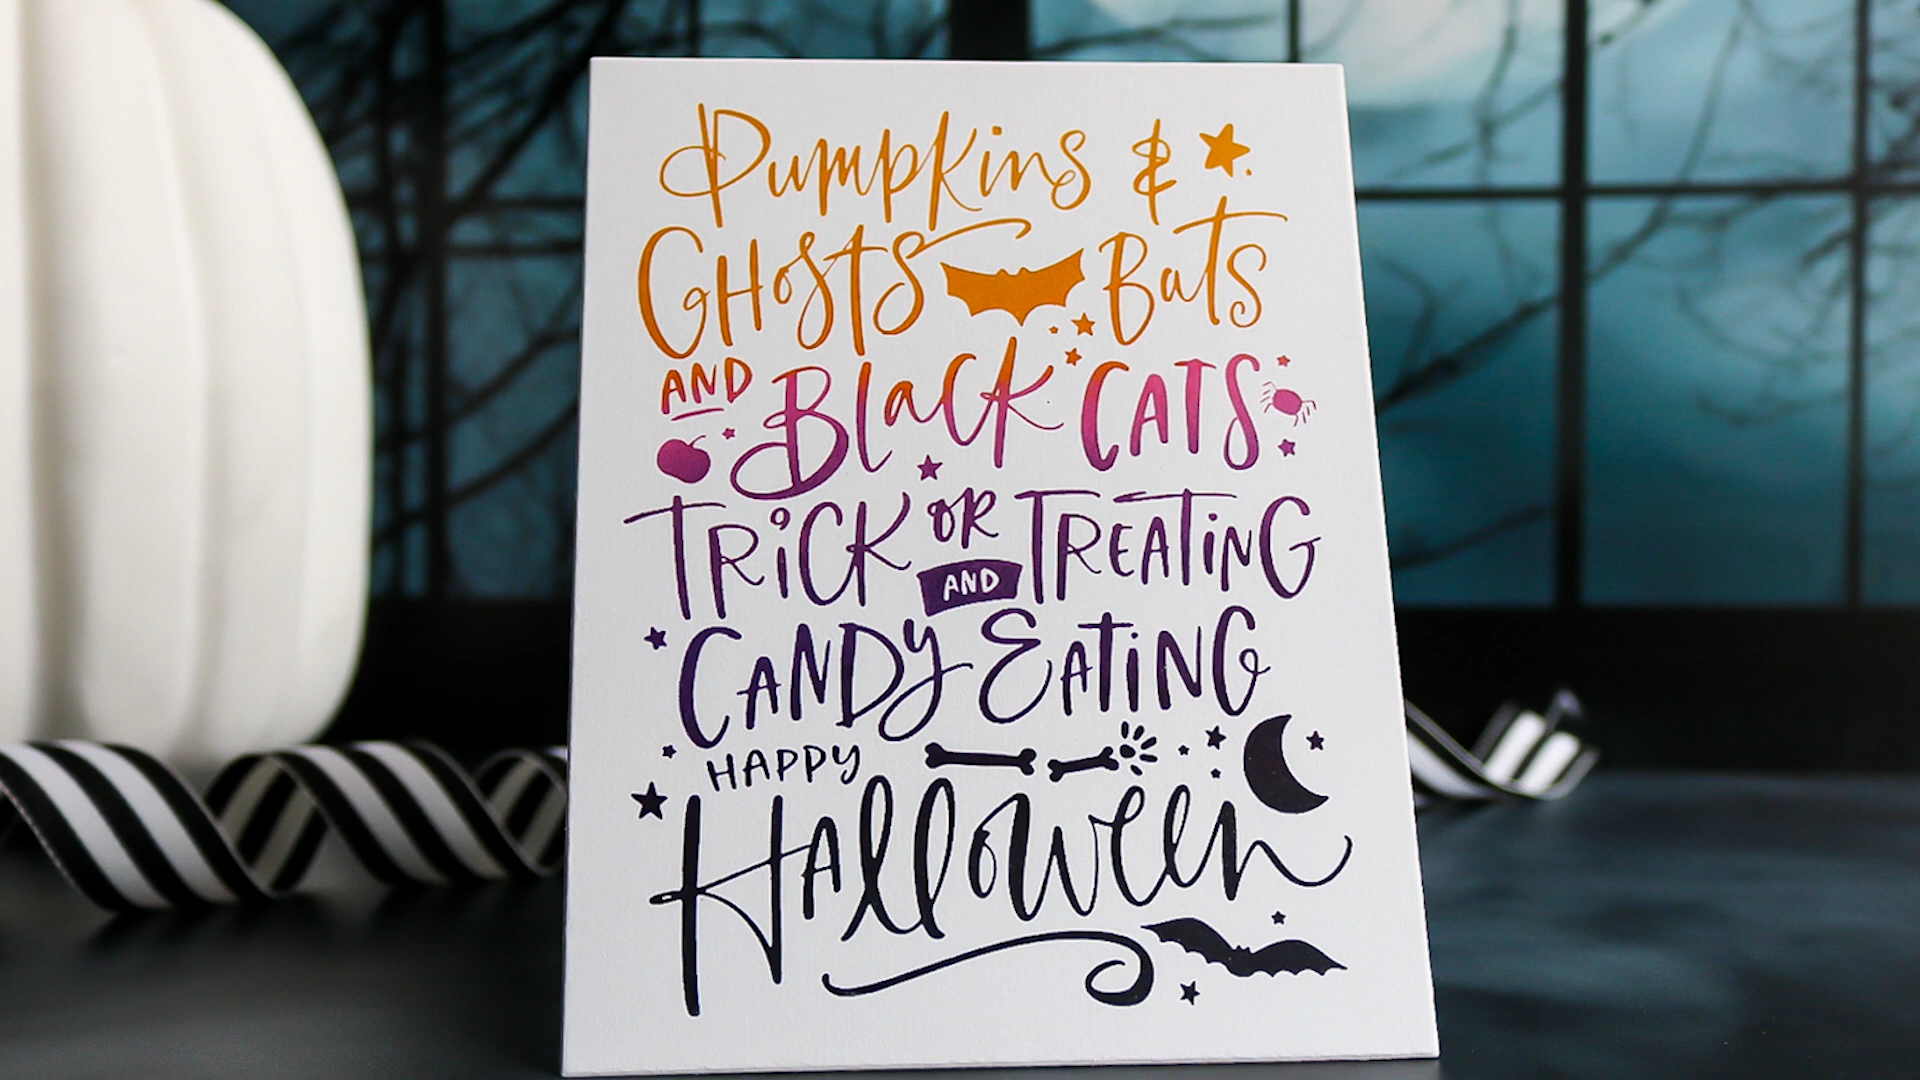 Pumpkins &
GHosTs Bats
AND Black CATS
TRiCK OR TREATiNG
AND
CANDY EATiNG
HAPPY
Halloween